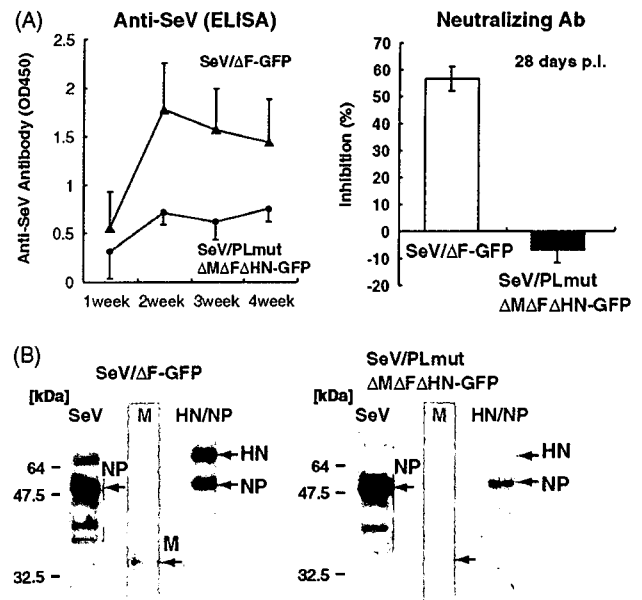 (A)
Anti-SeV (ELISA)
Anti-SeV Antibody (OD450)
2.5
2
1.5
1
0.5
0
SeV/ΔF-GFP
SeV/PLmut
ΔMΔFΔHN-GFP
1week 2week 3week 4week
Neutralizing Ab
28 days p.l.
Inhibition (%)
70
60
50
40
30
20
10
0
-10
-20
SeV/ΔF-GFP
SeV/PLmut
ΔMΔFΔHN-GFP
(B)
SeV/ΔF-GFP
[kDa]
SeV M HN/NP
HN
64
NP
NP
47.5
M
32.5
SeV/PLmut
ΔMΔFΔHN-GFP
[kDa]
SeV M HN/NP
HN
64
NP
NP
47.5
32.5